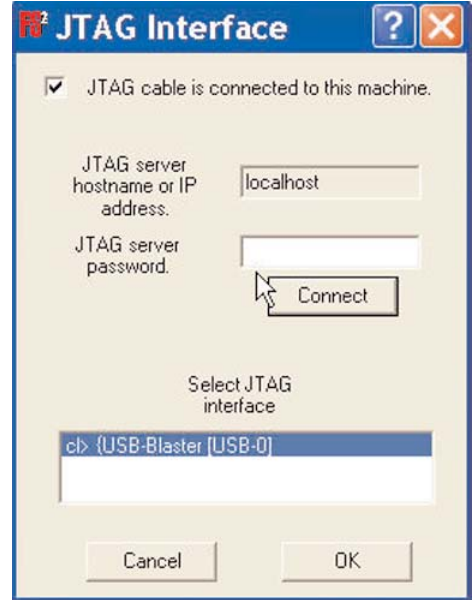 FS² JTAG Interface
JTAG cable is connected to this machine.
JTAG server
hostname or IP
address.
localhost
JTAG server
password.
Connect
Select JTAG
interface
cl> {USB-Blaster [USB-0]
Cancel
OK